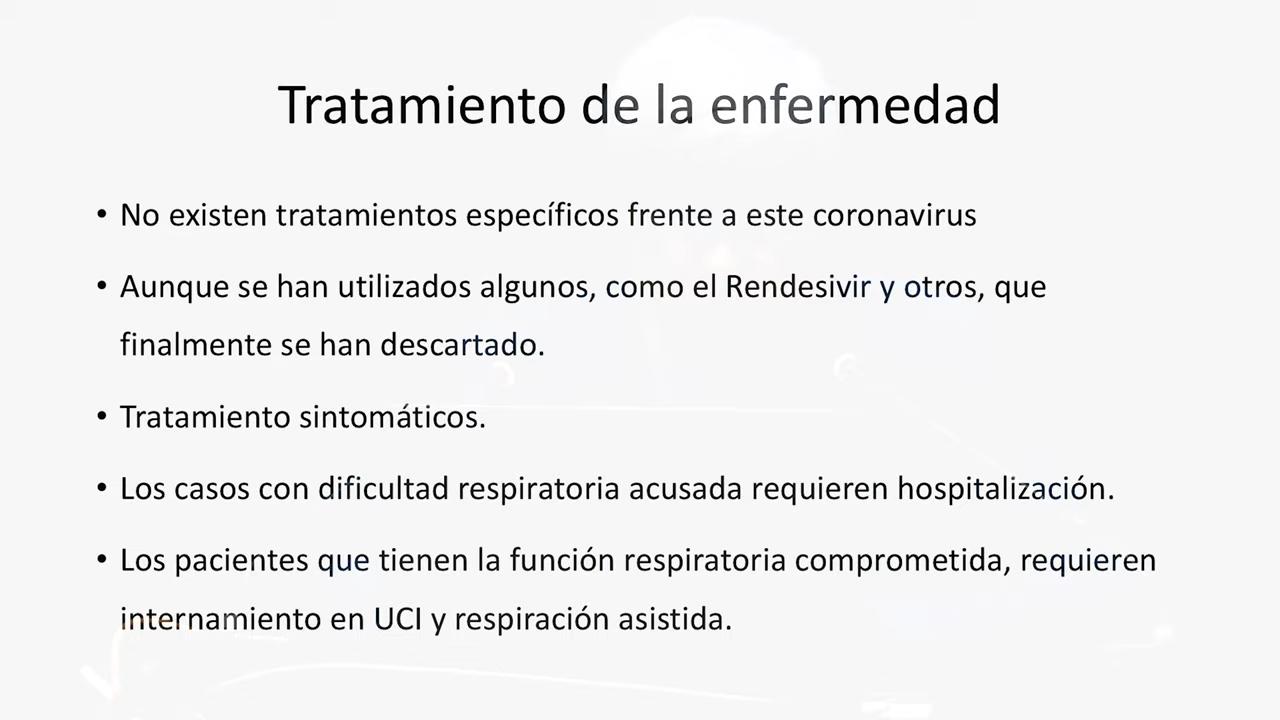 Tratamiento de la enfermedad
• No existen tratamientos específicos frente a este coronavirus
• Aunque se han utilizados algunos, como el Rendesivir y otros, que
finalmente se han descartado.
• Tratamiento sintomáticos.
• Los casos con dificultad respiratoria acusada requieren hospitalización.
• Los pacientes que tienen la función respiratoria comprometida, requieren
internamiento en UCI y respiración asistida.